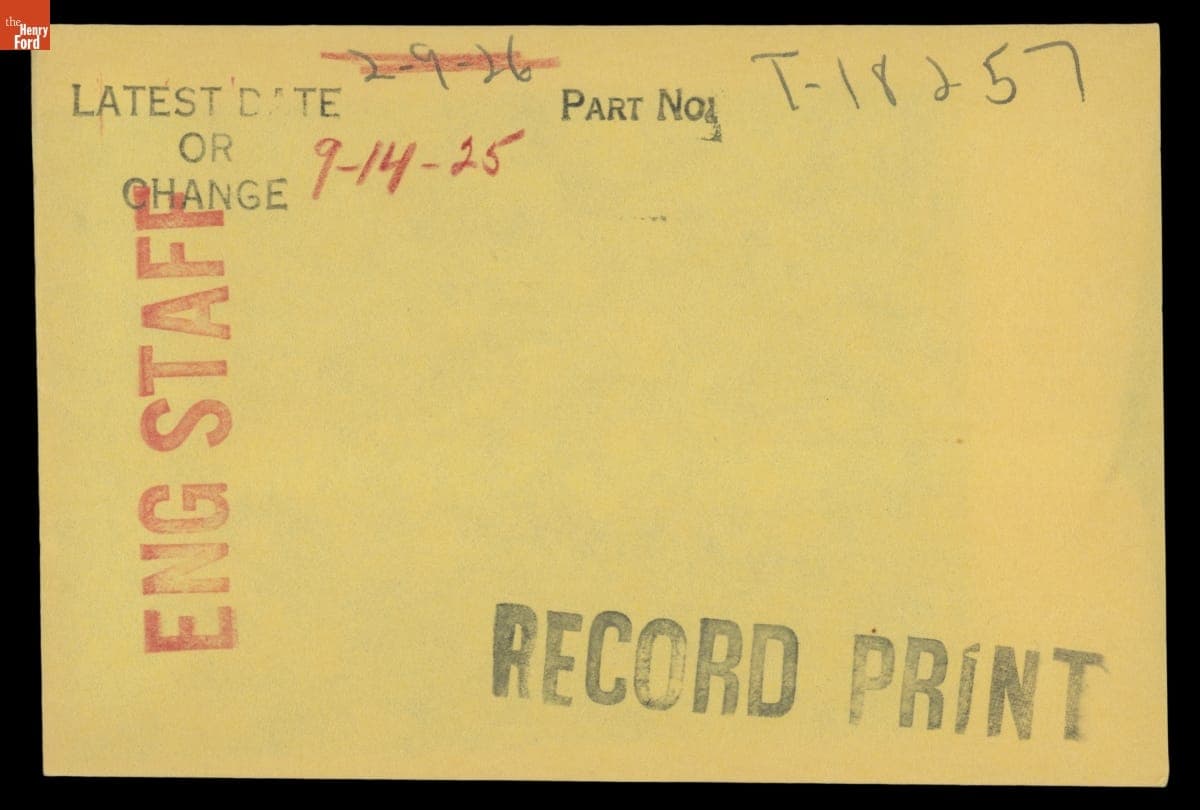 the
Henry
Ford
2-9-26
LATEST DATE
OR
CHANGE
9-14-25
PART NO.
T-18257
ENG STAFF
RECORD PRINT